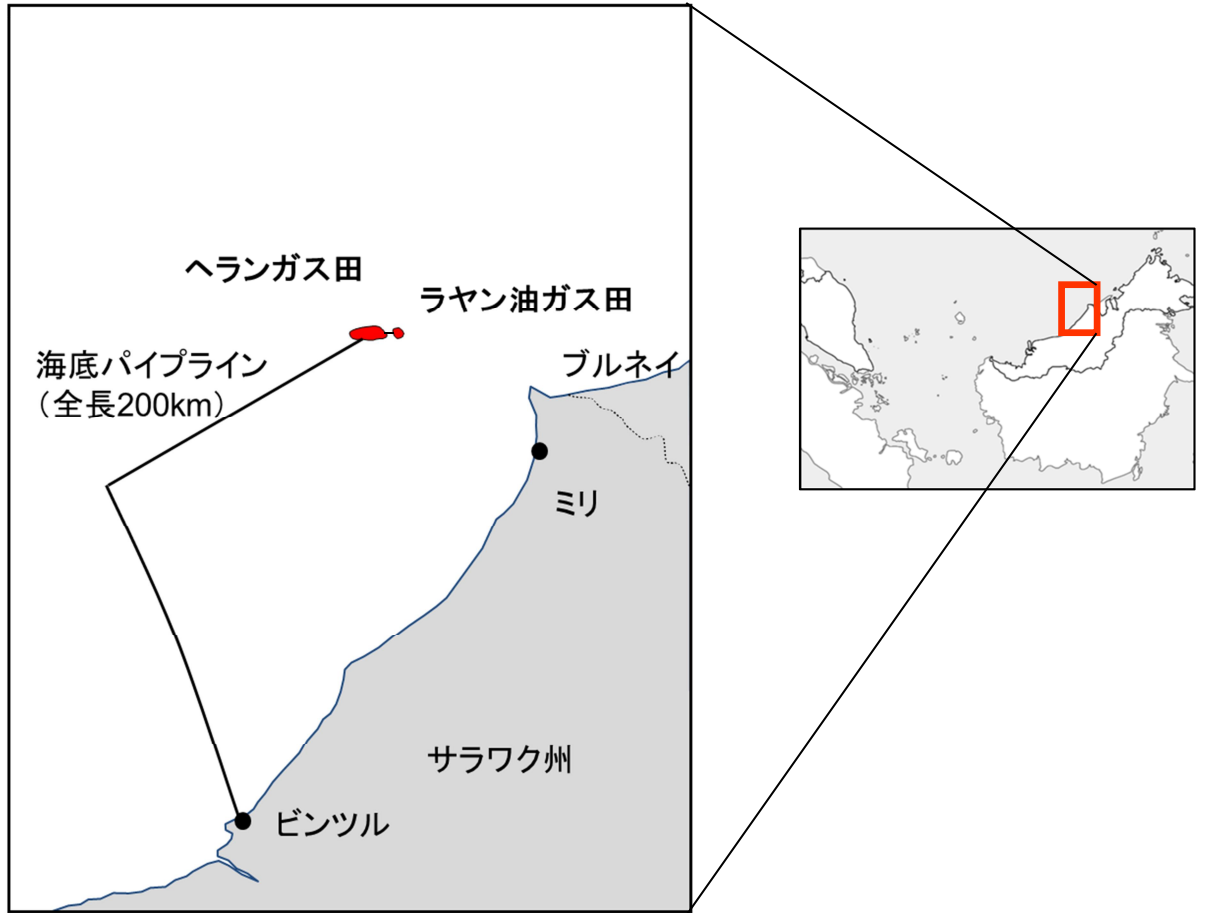 ヘランガス田
ラヤン油ガス田
海底パイプライン
（全長200km）
ブルネイ
ミリ
サラワク州
ビンツル